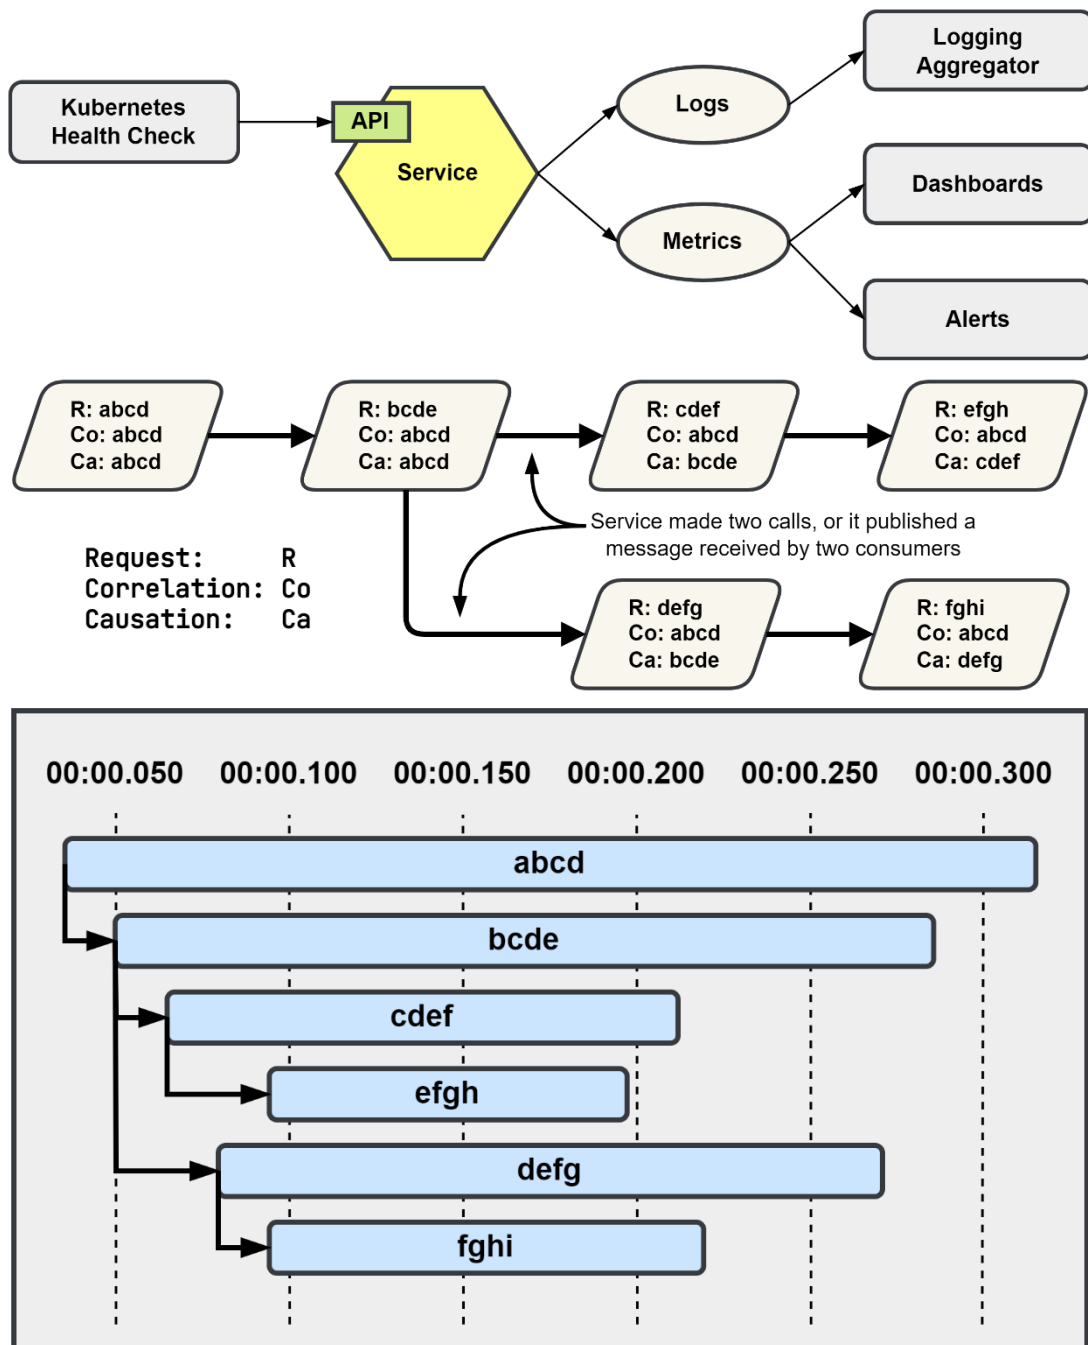 Kubernetes
Health Check
API
Service
Logs
Metrics
Logging
Aggregator
Dashboards
Alerts
R: abcd
Co: abcd
Ca: abcd
R: bcde
Co: abcd
Ca: abcd
R: cdef
Co: abcd
Ca: bcde
R: efgh
Co: abcd
Ca: cdef
Service made two calls, or it published a
message received by two consumers
Request: R
Correlation: Co
Causation: Ca
R: defg
Co: abcd
Ca: bcde
R: fghi
Co: abcd
Ca: defg
00:00.050 00:00.100 00:00.150 00:00.200 00:00.250 00:00.300
abcd
bcde
cdef
efgh
defg
fghi